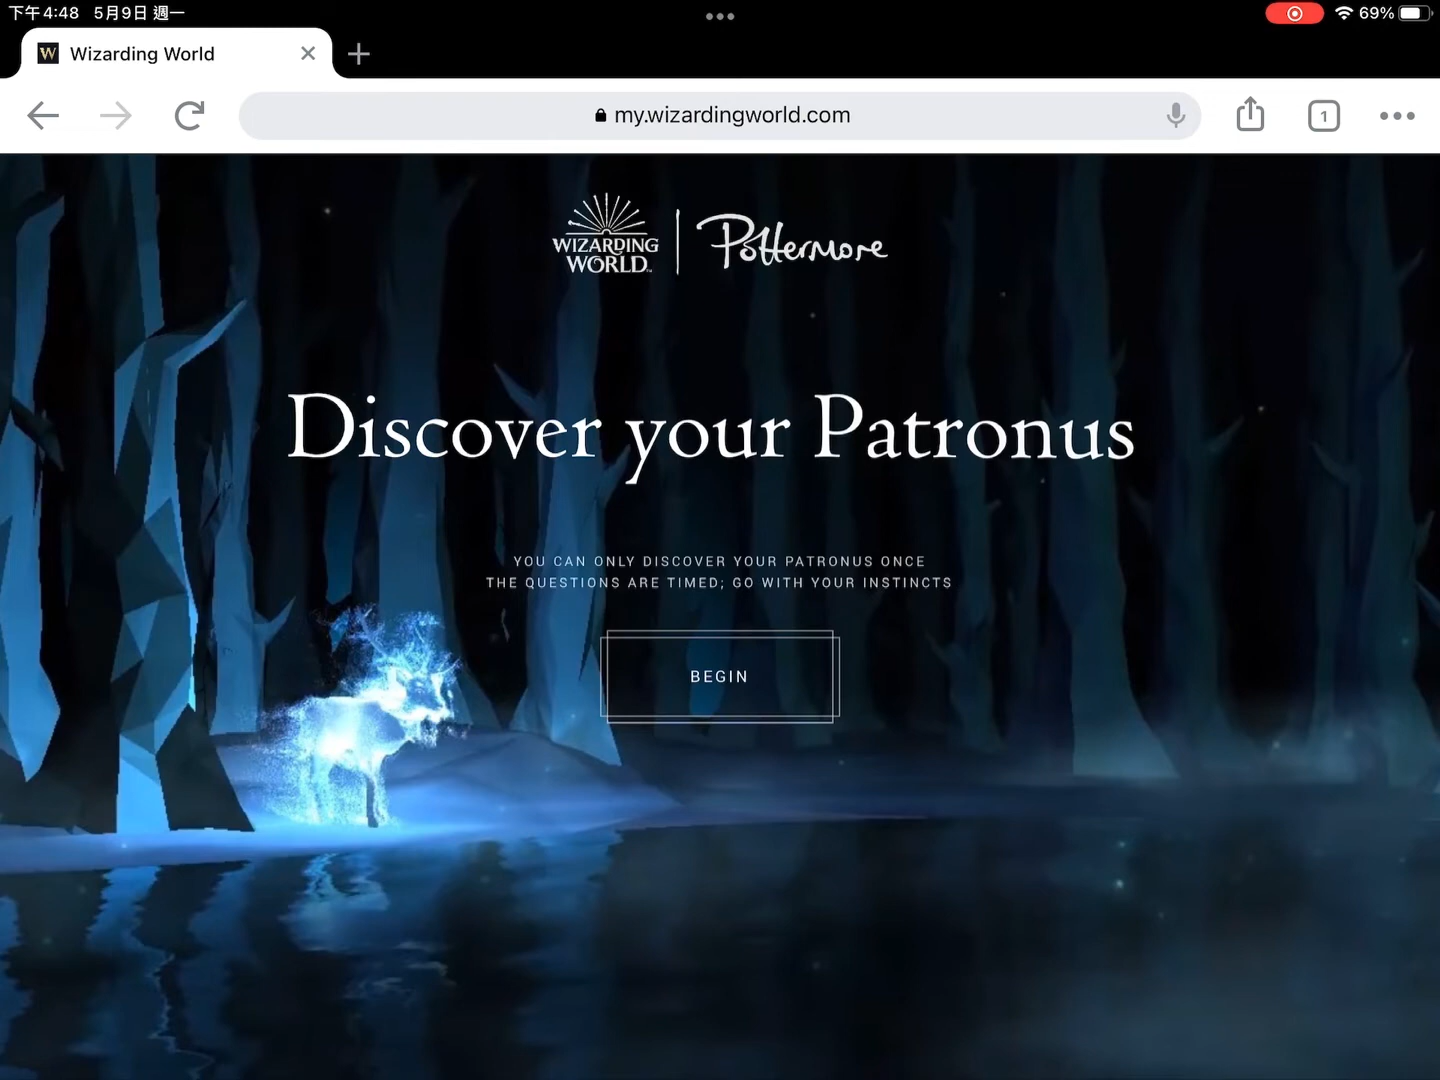 下午4:48 5月9日 週一
69%
Wizarding World
my.wizardingworld.com
1
WIZARDING
WORLD
Pottermore
Discover your Patronus
YOU CAN ONLY DISCOVER YOUR PATRONUS ONCE
THE QUESTIONS ARE TIMED; GO WITH YOUR INSTINCTS
BEGIN